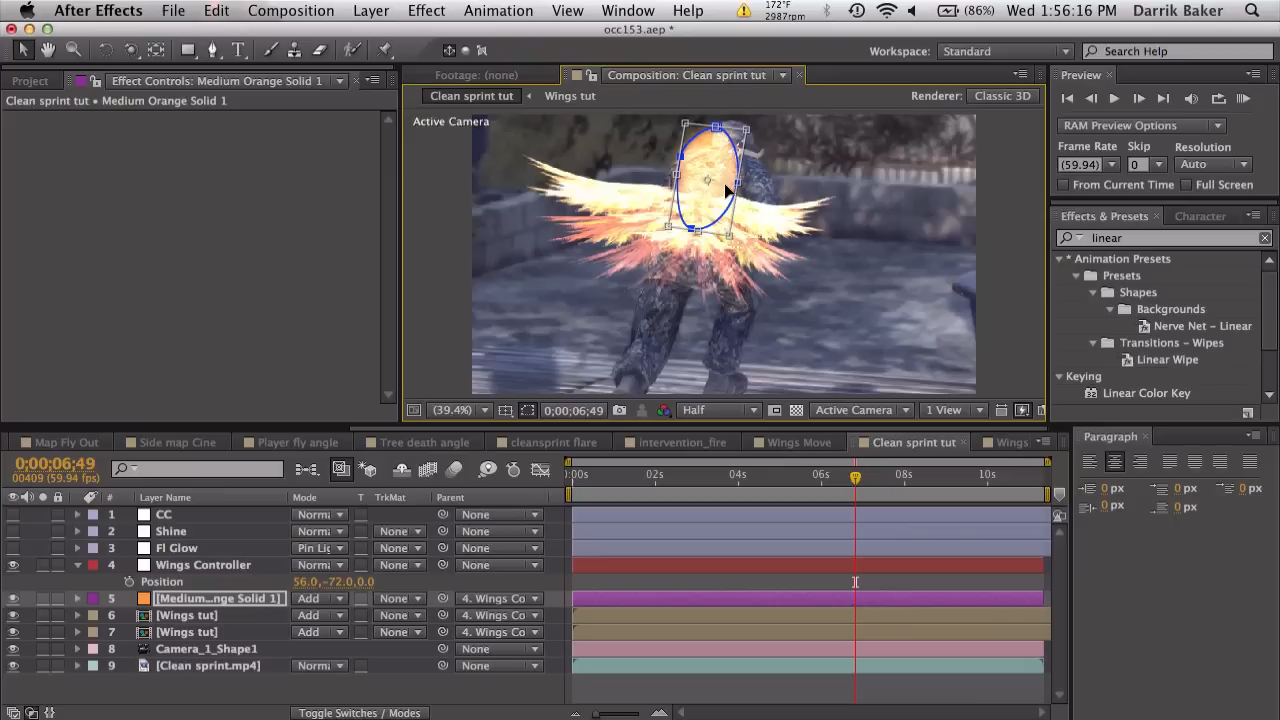 After Effects File Edit Composition Layer Effect Animation View Window Help 172°F 2987rpm (86%) Wed 1:56:16 PM Darrik Baker
occ153.aep *
Workspace: Standard Search Help
Project Effect Controls: Medium Orange Solid 1 Footage: (none) Composition: Clean sprint tut Preview
Clean sprint tut • Medium Orange Solid 1 Clean sprint tut Wings tut Renderer: Classic 3D
Active Camera
RAM Preview Options
Frame Rate Skip Resolution
(59.94) 0 Auto
From Current Time Full Screen
Effects & Presets Character
linear
* Animation Presets
Presets
Shapes
Backgrounds
Nerve Net – Linear
Transitions – Wipes
Linear Wipe
Keying
Linear Color Key
(39.4%) 0;00;06;49 Half Active Camera 1 View
Map Fly Out Side map Cine Player fly angle Tree death angle cleansprint flare intervention_fire Wings Move Clean sprint tut Wings Paragraph
0;00;06;49
00409 (59.94 fps)
0:00s 02s 04s 06s 08s 10s
# Layer Name Mode T TrkMat Parent
1 CC Norma None
2 Shine Norma None None
3 FI Glow Pin Lig None None
4 Wings Controller Norma None None
Position 56.0,-72.0,0.0
5 [Medium...nge Solid 1] Add None 4. Wings Co
6 [Wings tut] Add None 4. Wings Co
7 [Wings tut] Add None 4. Wings Co
8 Camera_1_Shape1 None
9 [Clean sprint.mp4] Norma None None
Toggle Switches / Modes
0 px 0 px 0 px
0 px 0 px